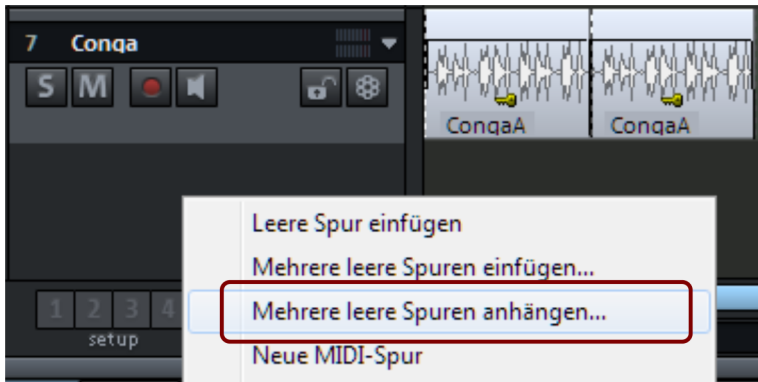 7 Conga
S M
CongaA CongaA
Leere Spur einfügen
Mehrere leere Spuren einfügen...
Mehrere leere Spuren anhängen...
1 2 3 4
setup
Neue MIDI-Spur